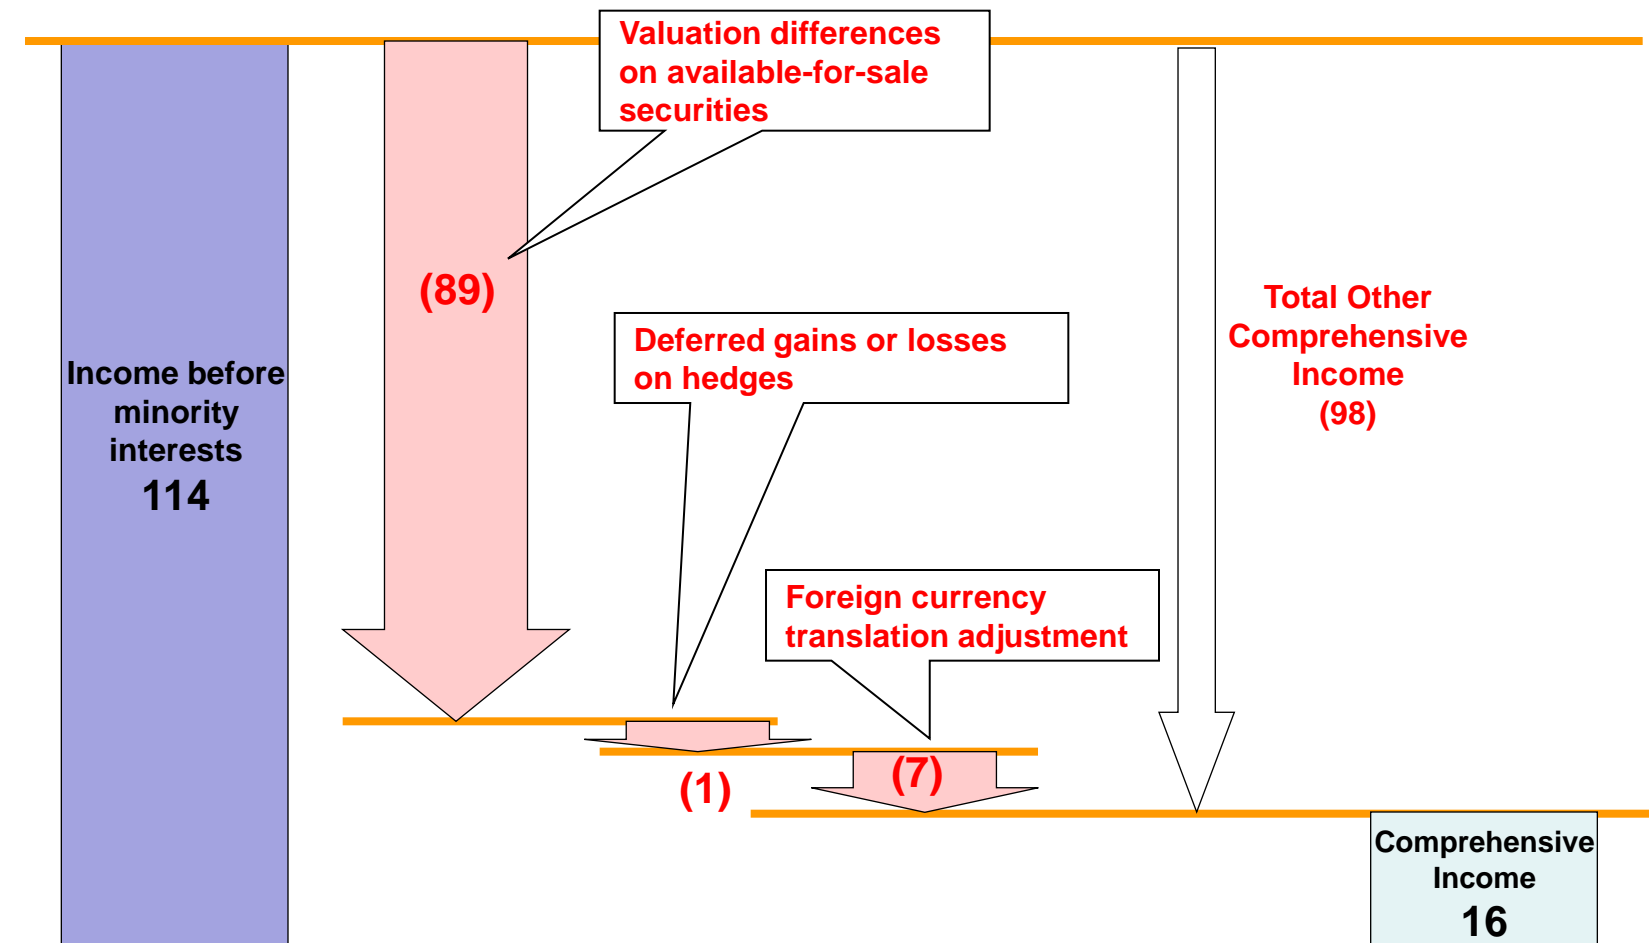 Valuation differences
on available-for-sale
securities
(89)
Income before
minority
interests
114
Deferred gains or losses
on hedges
Total Other
Comprehensive
Income
(98)
Foreign currency
translation adjustment
(1)
(7)
Comprehensive
Income
16